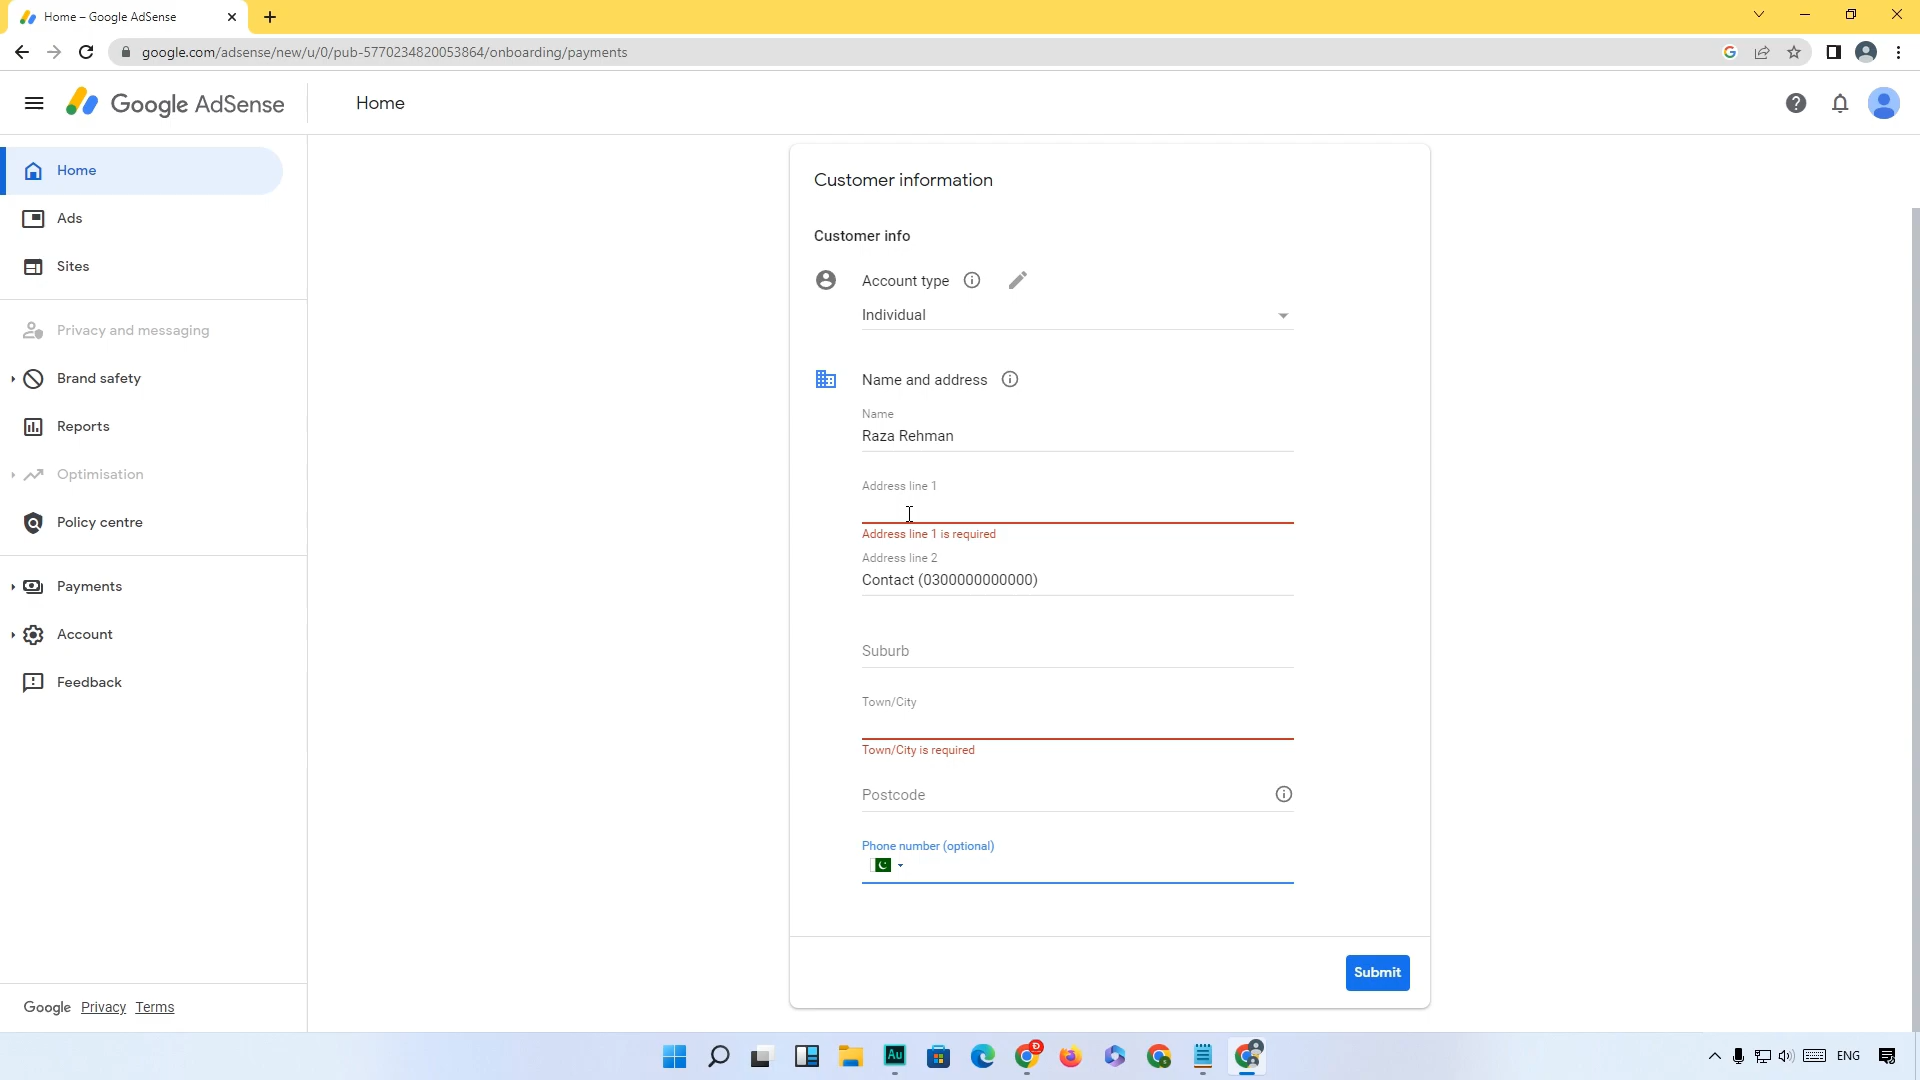 Home – Google AdSense
google.com/adsense/new/u/0/pub-5770234820053864/onboarding/payments
Google AdSense
Home
Home
Ads
Sites
Privacy and messaging
Brand safety
Reports
Optimisation
Policy centre
Payments
Account
Feedback
Google Privacy Terms
Customer information
Customer info
Account type
Individual
Name and address
Name
Raza Rehman
Address line 1
Address line 1 is required
Address line 2
Contact (0300000000000)
Suburb
Town/City
Town/City is required
Postcode
Phone number (optional)
Submit
Au
ENG